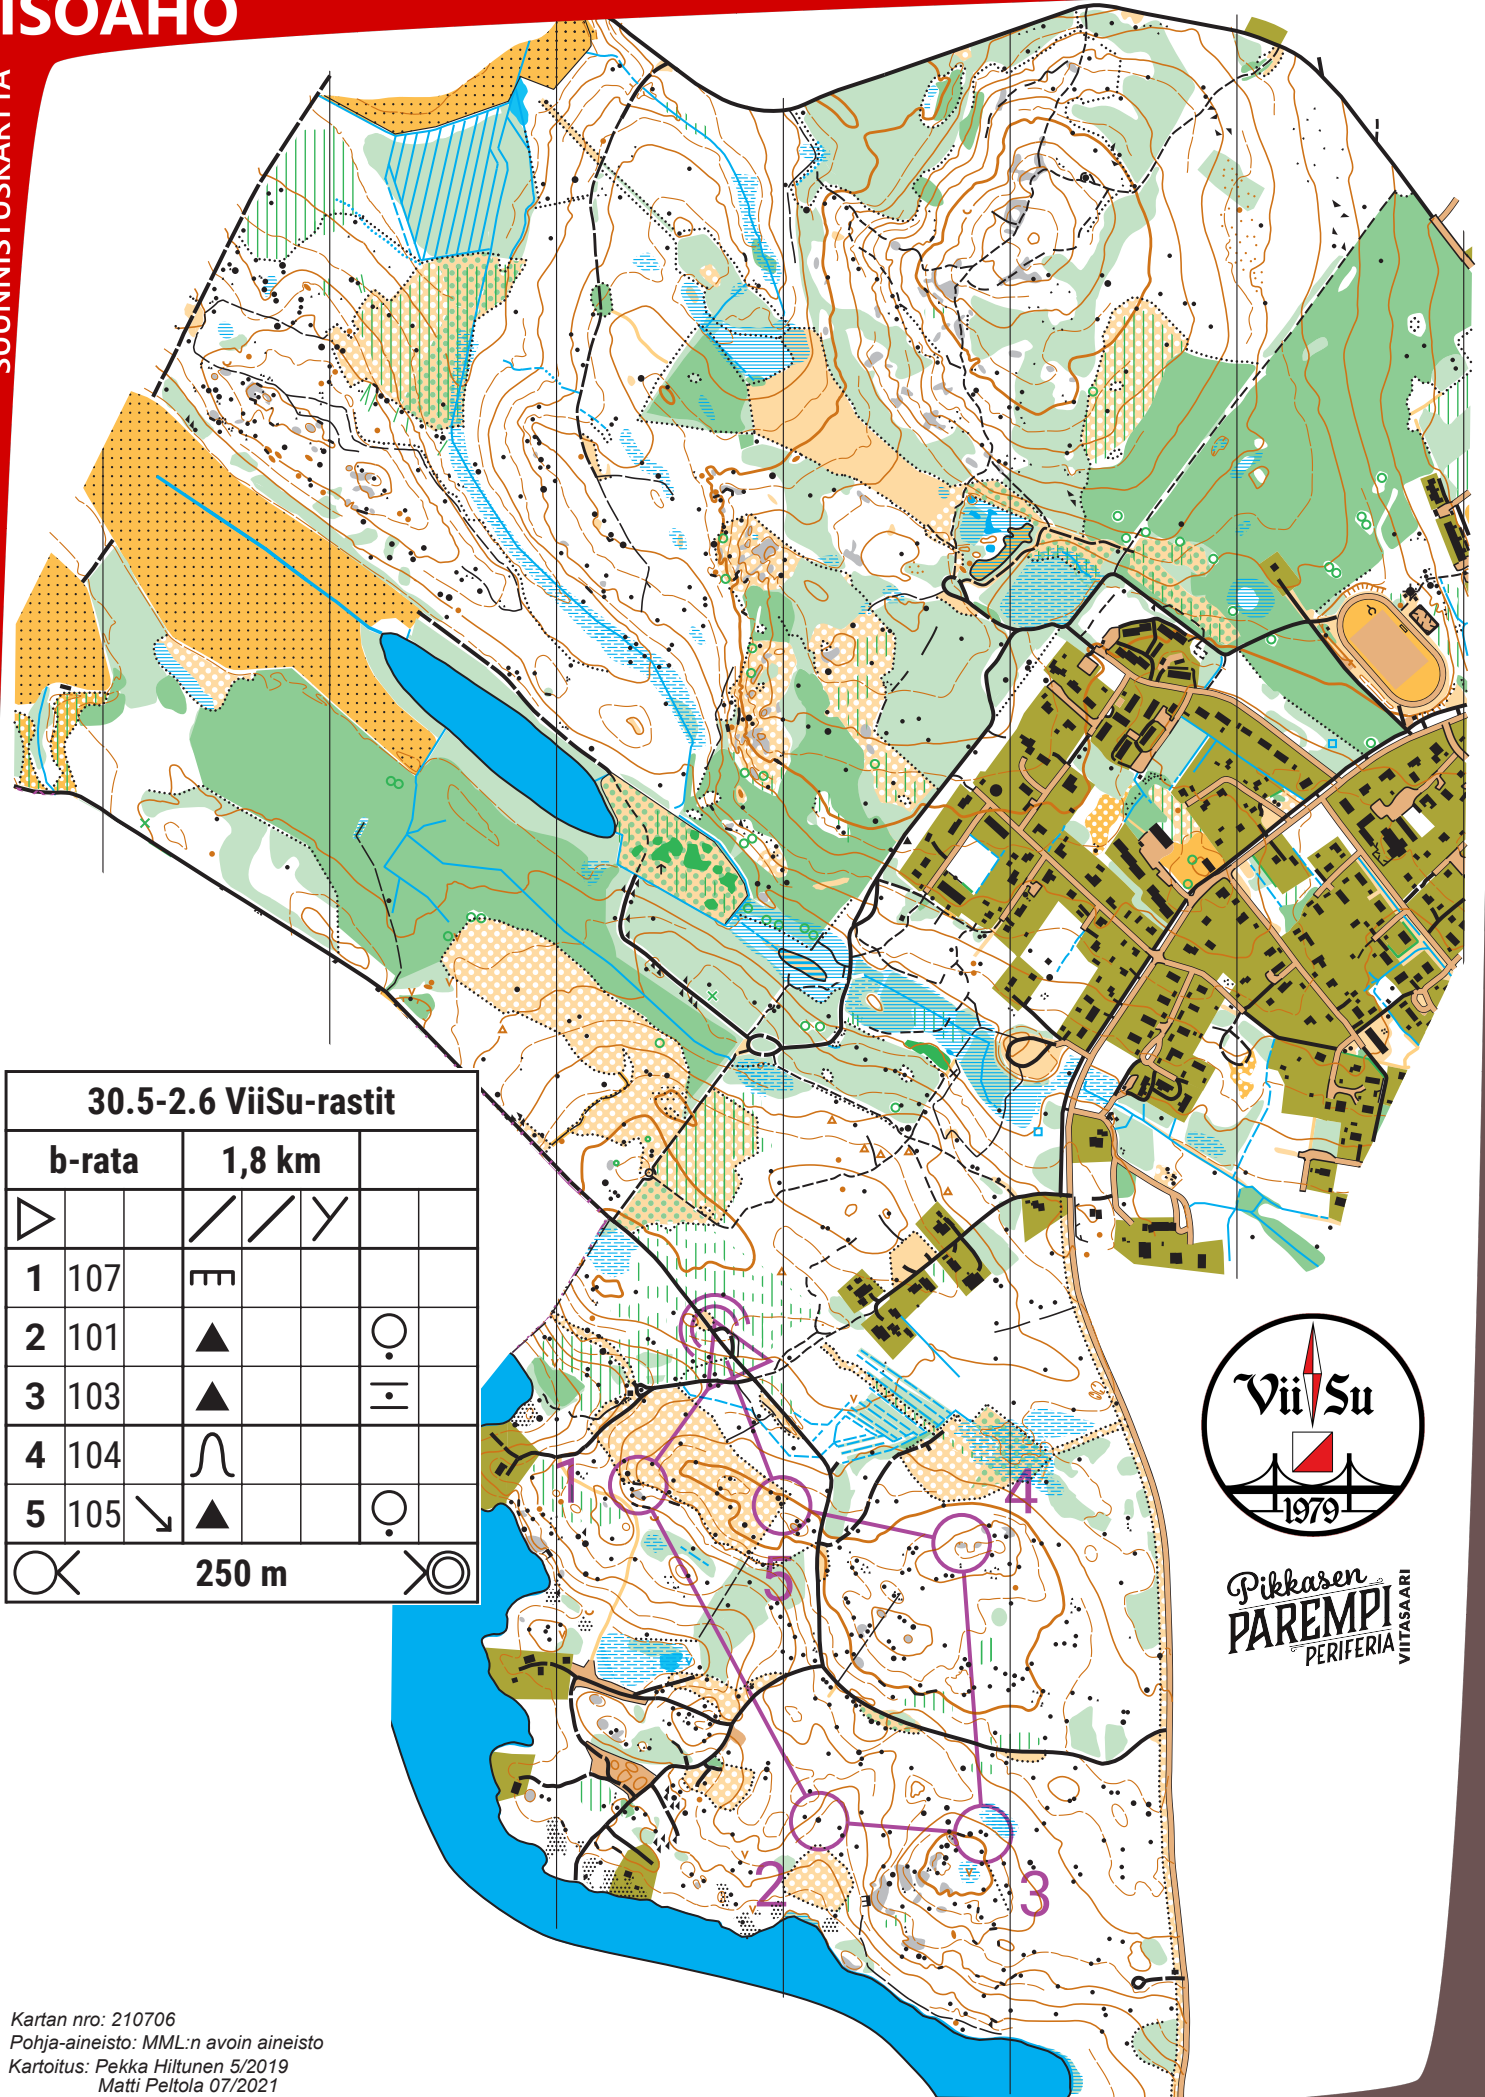 ISOAHO
SUUNNISTUSKARTTA
30.5-2.6 ViiSu-rastit
b-rata 1,8 km
1 107
2 101
3 103
4 104
5 105
250 m
1
2
3
4
5
Vii Su
1979
Pikkasen
PAREMPI
PERIFERIA
VIITASAARI
Kartan nro: 210706
Pohja-aineisto: MML:n avoin aineisto
Kartoitus: Pekka Hiltunen 5/2019
Matti Peltola 07/2021